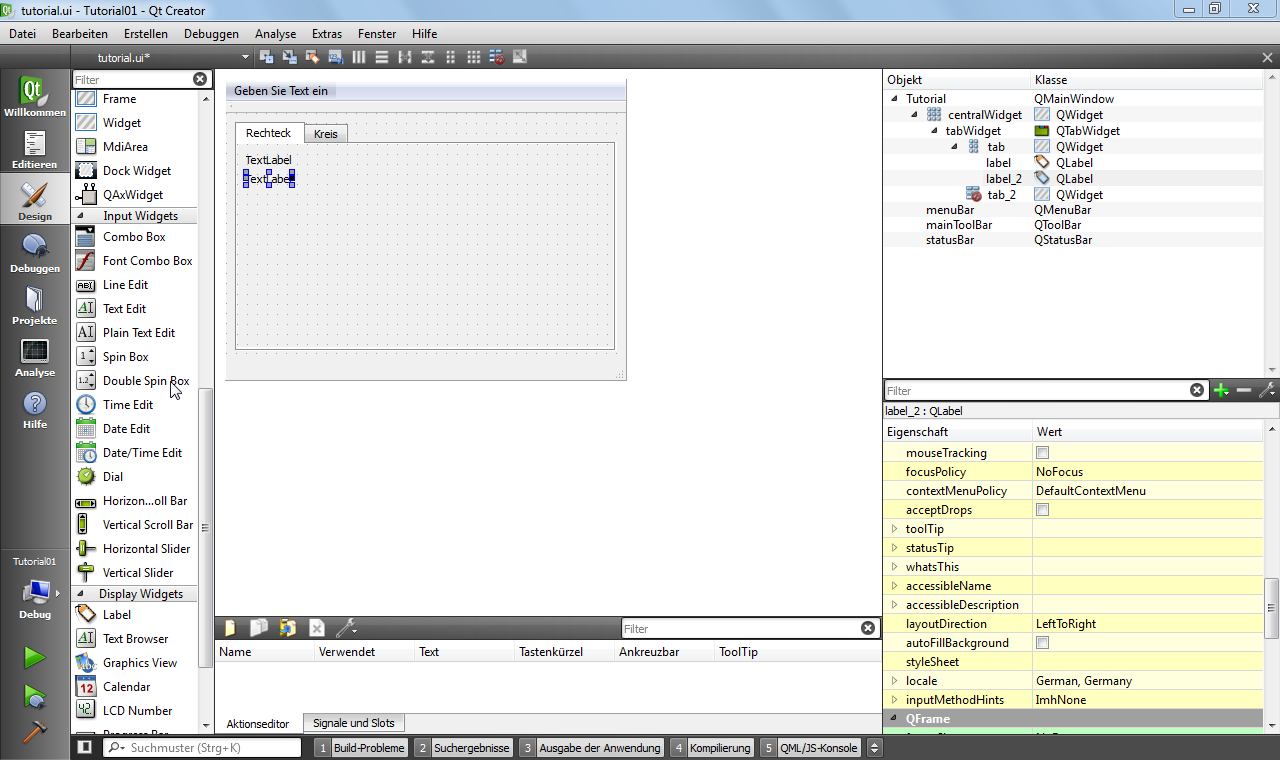 tutorial.ui - Tutorial01 - Qt Creator
Datei Bearbeiten Erstellen Debuggen Analyse Extras Fenster Hilfe
tutorial.ui*
Willkommen
Editieren
Design
Debuggen
Projekte
Analyse
Hilfe
Tutorial01
Debug
Filter
Frame
Widget
MdiArea
Dock Widget
QAxWidget
Input Widgets
Combo Box
Font Combo Box
Line Edit
Text Edit
Plain Text Edit
Spin Box
Double Spin Box
Time Edit
Date Edit
Date/Time Edit
Dial
Horizon...oll Bar
Vertical Scroll Bar
Horizontal Slider
Vertical Slider
Display Widgets
Label
Text Browser
Graphics View
Calendar
LCD Number
Geben Sie Text ein
Rechteck Kreis
TextLabel
TextLabel
Filter
Name Verwendet Text Tastenkürzel Ankreuzbar ToolTip
Aktionseditor Signale und Slots
Objekt Klasse
Tutorial QMainWindow
centralWidget QWidget
tabWidget QTabWidget
tab QWidget
label QLabel
label_2 QLabel
tab_2 QWidget
menuBar QMenuBar
mainToolBar QToolBar
statusBar QStatusBar
Filter
label_2 : QLabel
Eigenschaft Wert
mouseTracking
focusPolicy NoFocus
contextMenuPolicy DefaultContextMenu
acceptDrops
toolTip
statusTip
whatsThis
accessibleName
accessibleDescription
layoutDirection LeftToRight
autoFillBackground
styleSheet
locale German, Germany
inputMethodHints ImhNone
QFrame
Suchmuster (Strg+K) 1 Build-Probleme 2 Suchergebnisse 3 Ausgabe der Anwendung 4 Kompilierung 5 QML/JS-Konsole